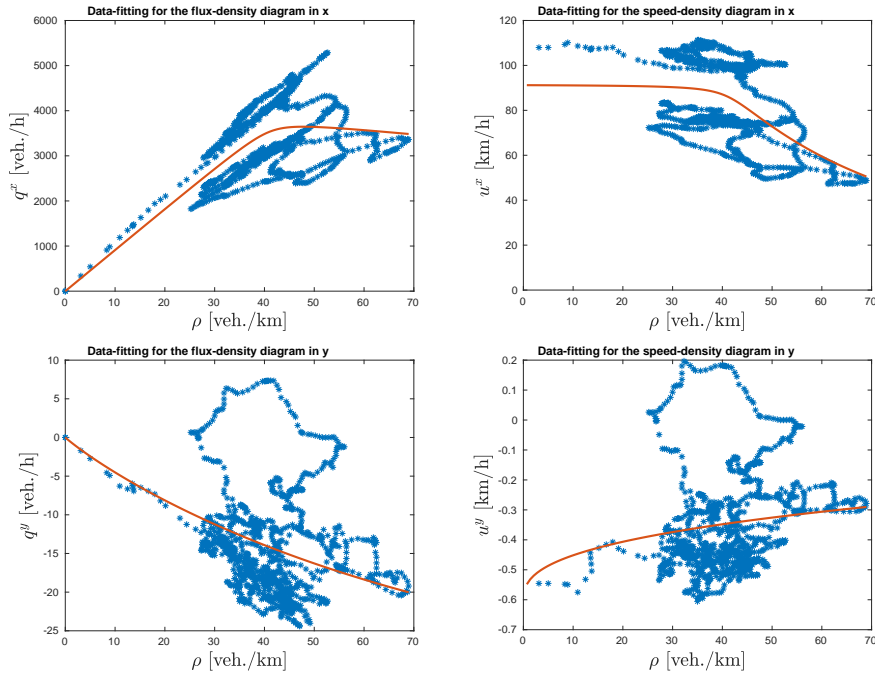 Data-fitting for the flux-density diagram in x
6000
5000
4000
3000
2000
1000
0
q^x [veh./h]
0 10 20 30 40 50 60 70
ρ [veh./km]
Data-fitting for the speed-density diagram in x
120
100
80
60
40
20
0
u^x [km/h]
0 10 20 30 40 50 60 70
ρ [veh./km]
Data-fitting for the flux-density diagram in y
10
5
0
-5
-10
-15
-20
-25
q^y [veh./h]
0 10 20 30 40 50 60 70
ρ [veh./km]
Data-fitting for the speed-density diagram in y
0.2
0.1
0
-0.1
-0.2
-0.3
-0.4
-0.5
-0.6
-0.7
u^y [km/h]
0 10 20 30 40 50 60 70
ρ [veh./km]